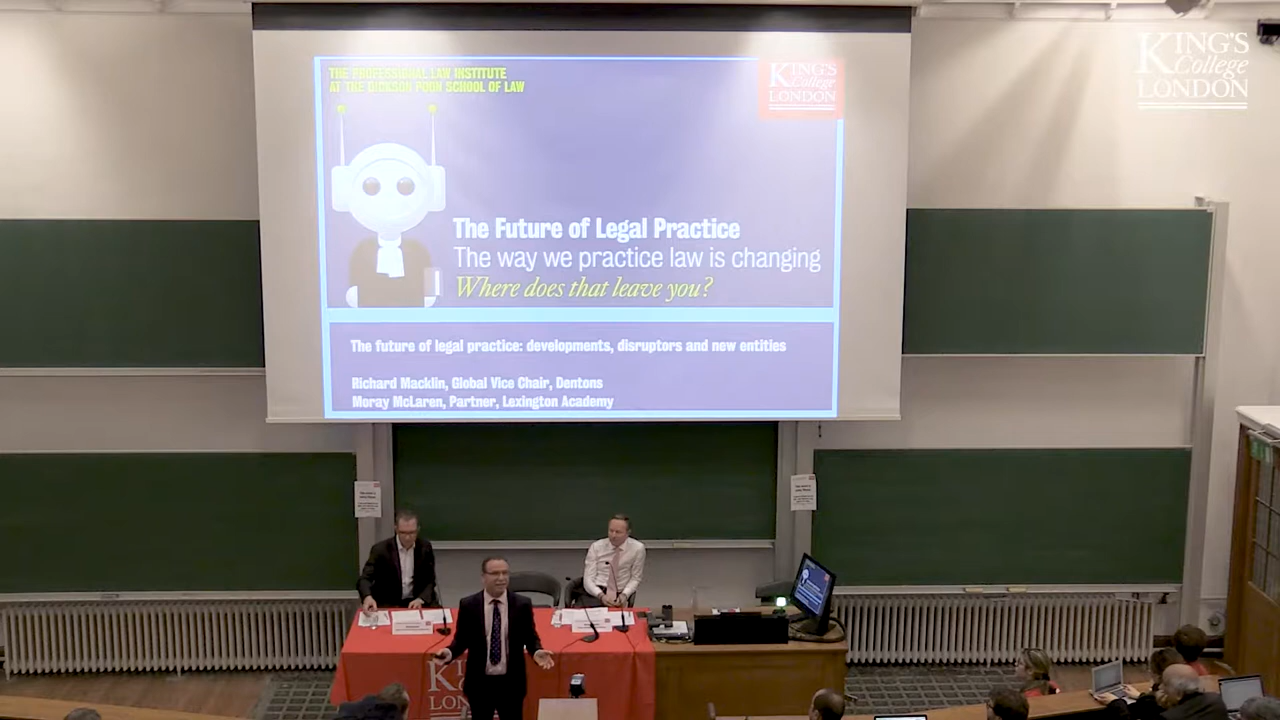 THE PROFESSIONAL LAW INSTITUTE
AT THE DICKSON POON SCHOOL OF LAW
KING'S
College
LONDON
KING'S
College
LONDON
The Future of Legal Practice
The way we practice law is changing
Where does that leave you?
The future of legal practice: developments, disruptors and new entities
Richard Macklin, Global Vice Chair, Dentons
Moray McLaren, Partner, Lexington Academy
LONDON